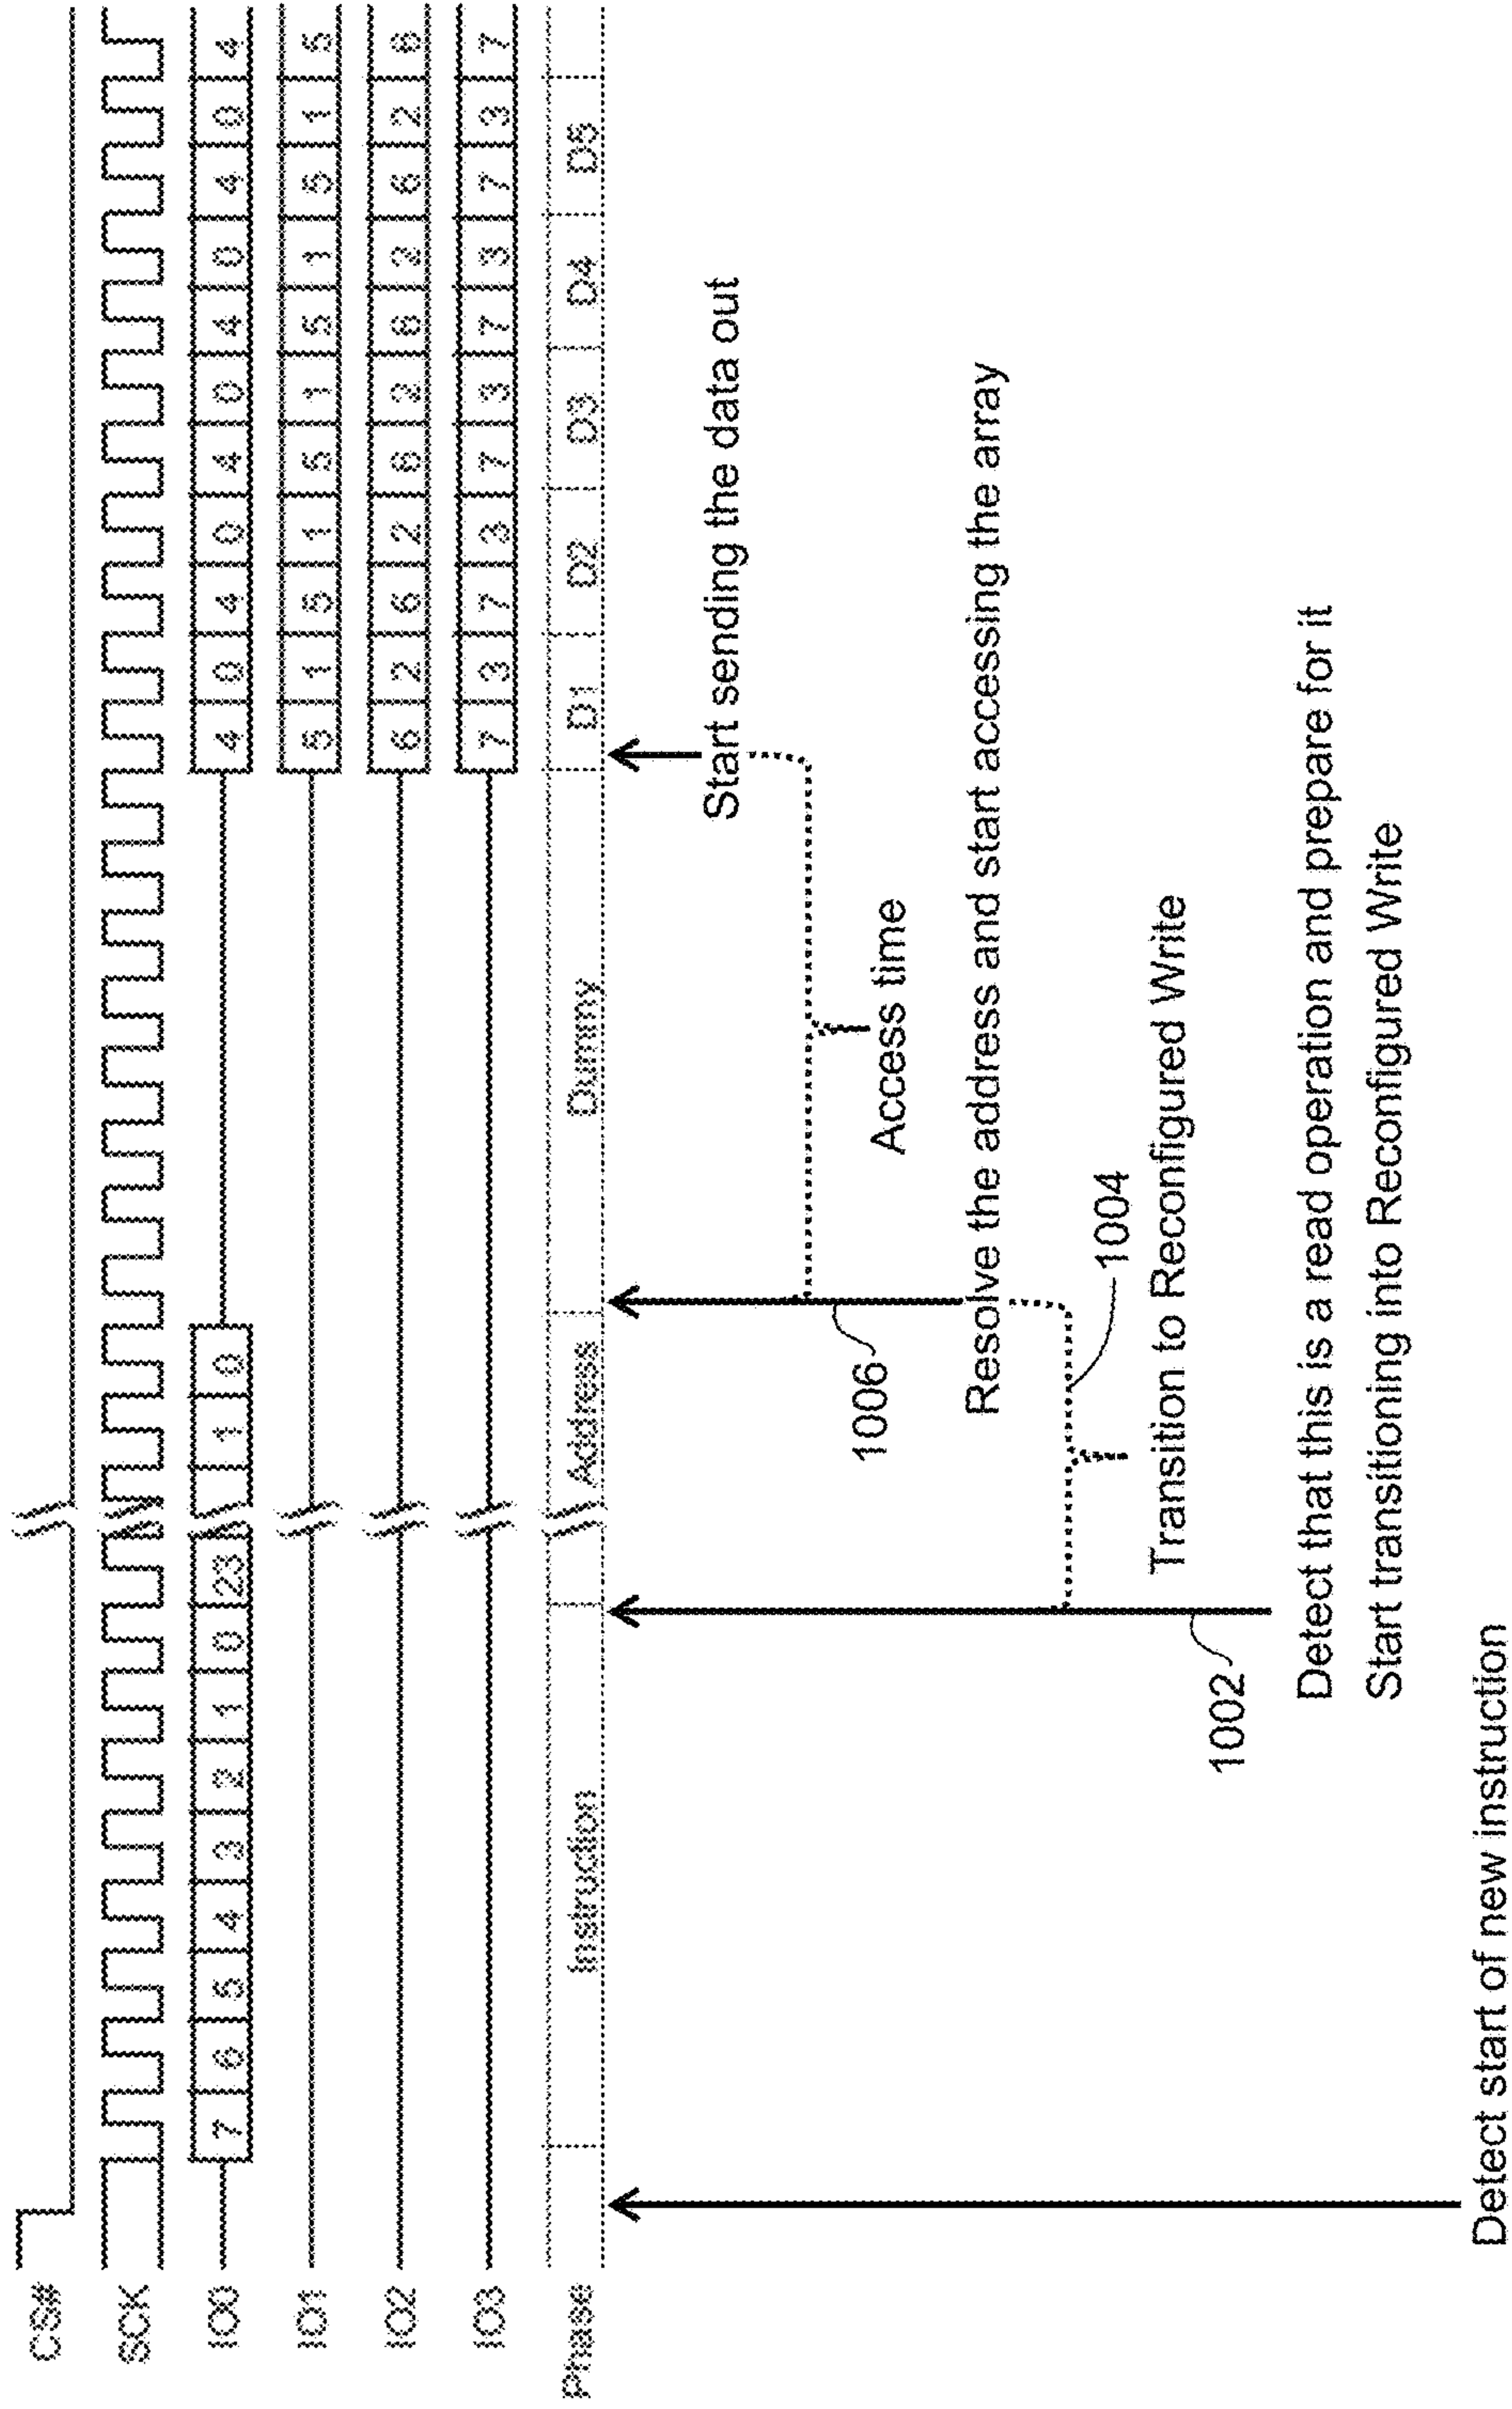 CS#
SCK
IO0 7 6 5 4 3 2 1 0 23 1 0 4 0 4 0 4 0 4 0 4 0 4
IO1 5 1 5 1 5 1 5 1 5 1 5
IO2 6 2 6 2 6 2 6 2 6 2 6
IO3 7 3 7 3 7 3 7 3 7 3 7
Phase Instruction Address Dummy D1 D2 D3 D4 D5
Start sending the data out
Access time
1006
Resolve the address and start accessing the array
1004
Transition to Reconfigured Write
1002
Detect that this is a read operation and prepare for it
Start transitioning into Reconfigured Write
Detect start of new instruction